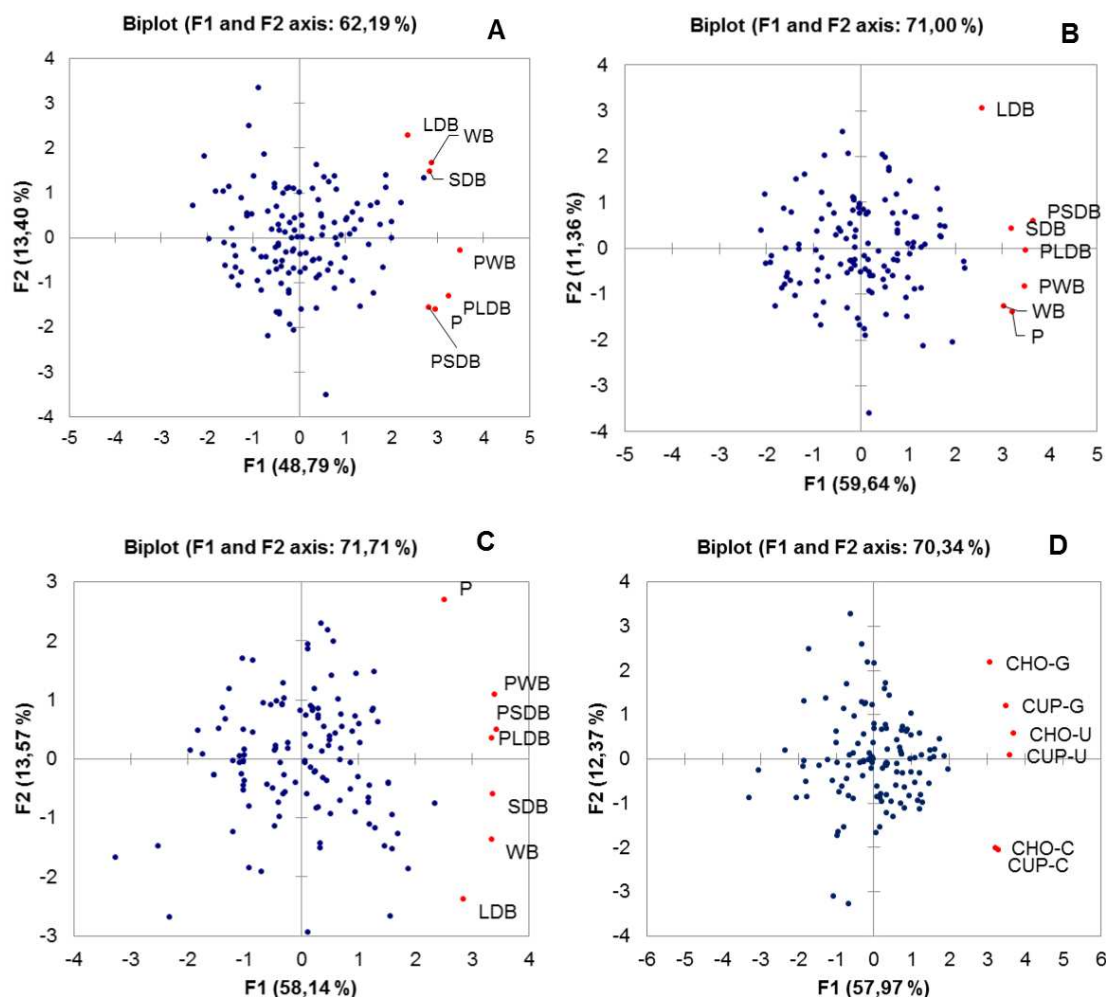 Biplot (F1 and F2 axis: 62,19 %)
A
4
3
2
1
0
-1
-2
-3
-4
F2 (13,40 %)
LDB
WB
SDB
PWB
PLDB
P
PSDB
-5 -4 -3 -2 -1 0 1 2 3 4 5
F1 (48,79 %)
Biplot (F1 and F2 axis: 71,00 %)
B
4
3
2
1
0
-1
-2
-3
-4
F2 (11,36 %)
LDB
PSDB
SDB
PLDB
PWB
WB
P
-5 -4 -3 -2 -1 0 1 2 3 4 5
F1 (59,64 %)
Biplot (F1 and F2 axis: 71,71 %)
C
3
2
1
0
-1
-2
-3
F2 (13,57 %)
P
PWB
PSDB
PLDB
SDB
WB
LDB
-4 -3 -2 -1 0 1 2 3 4
F1 (58,14 %)
Biplot (F1 and F2 axis: 70,34 %)
D
4
3
2
1
0
-1
-2
-3
-4
F2 (12,37 %)
CHO-G
CUP-G
CHO-U
CUP-U
CHO-C
CUP-C
-6 -5 -4 -3 -2 -1 0 1 2 3 4 5 6
F1 (57,97 %)